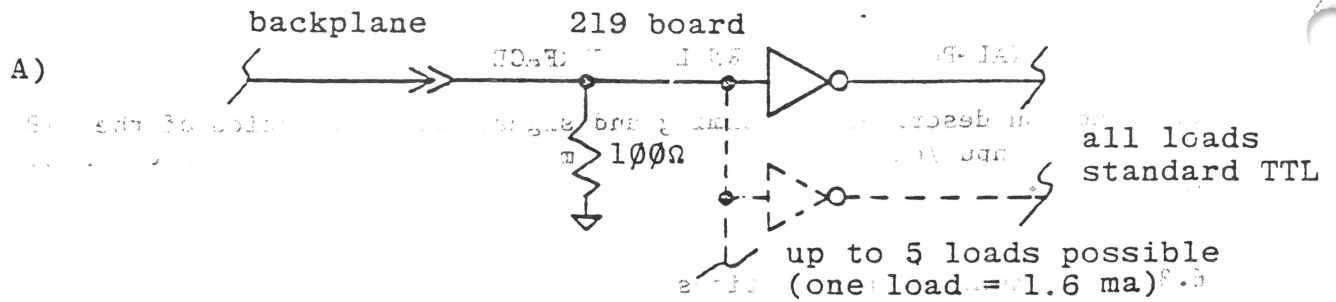 backplane 219 board
A)
100Ω
all loads
standard TTL
up to 5 loads possible
(one load = 1.6 ma)